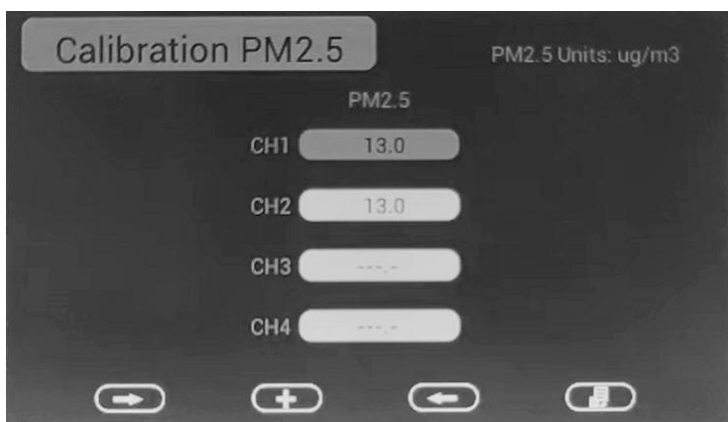 Calibration PM2.5
PM2.5 Units: ug/m3
PM2.5
CH1 13.0
CH2 13.0
CH3 ---.-
CH4 ---.-